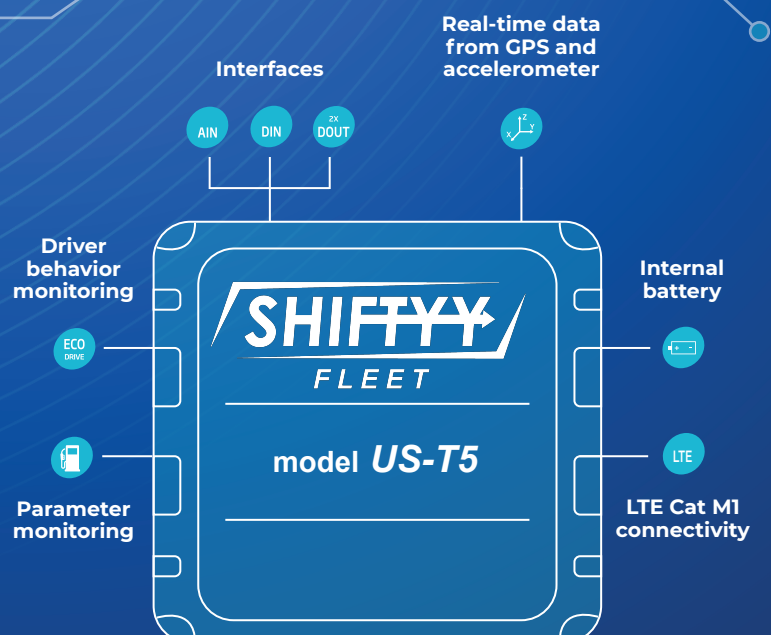 Real-time data
from GPS and
accelerometer
Interfaces
AIN
DIN
2X
DOUT
Z
X
Y
Driver
behavior
monitoring
Internal
battery
ECO
DRIVE
+ -
SHIFTYY
FLEET
model US-T5
LTE
Parameter
monitoring
LTE Cat M1
connectivity